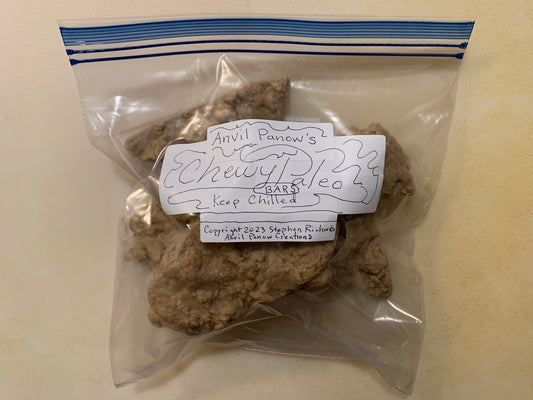 Anvil Panow's
Chewy Paleo
BARS
Keep Chilled
Copyright 2023 Stephen Richards
Anvil Panow Creations